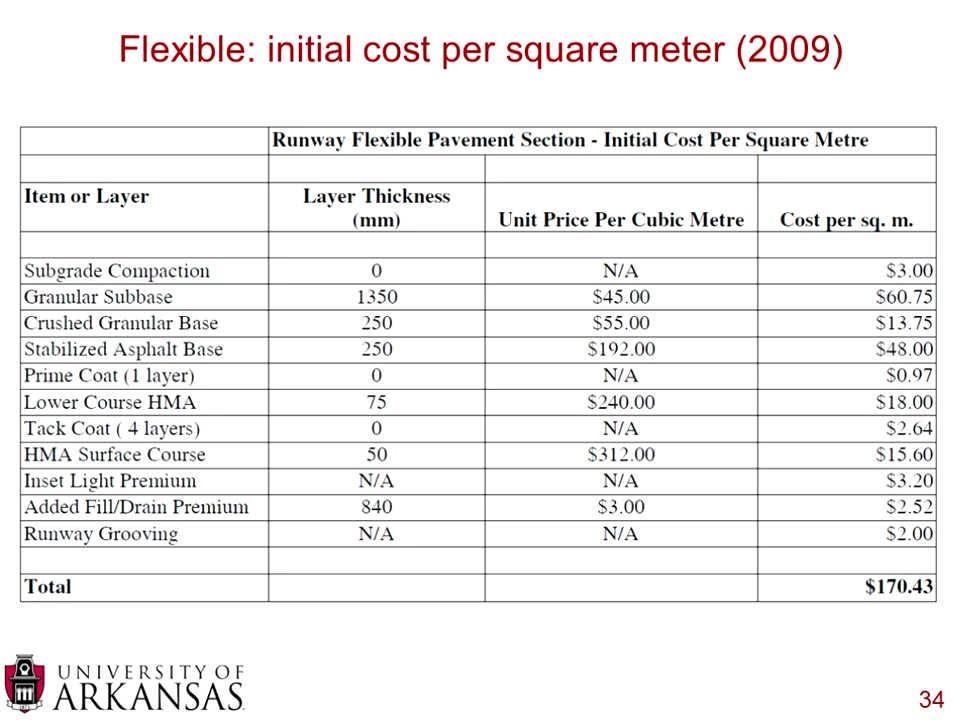 Flexible: initial cost per square meter (2009)
Runway Flexible Pavement Section - Initial Cost Per Square Metre
Item or Layer Layer Thickness (mm) Unit Price Per Cubic Metre Cost per sq. m.
Subgrade Compaction 0 N/A $3.00
Granular Subbase 1350 $45.00 $60.75
Crushed Granular Base 250 $55.00 $13.75
Stabilized Asphalt Base 250 $192.00 $48.00
Prime Coat (1 layer) 0 N/A $0.97
Lower Course HMA 75 $240.00 $18.00
Tack Coat ( 4 layers) 0 N/A $2.64
HMA Surface Course 50 $312.00 $15.60
Inset Light Premium N/A N/A $3.20
Added Fill/Drain Premium 840 $3.00 $2.52
Runway Grooving N/A N/A $2.00
Total $170.43
UNIVERSITY OF
ARKANSAS
34